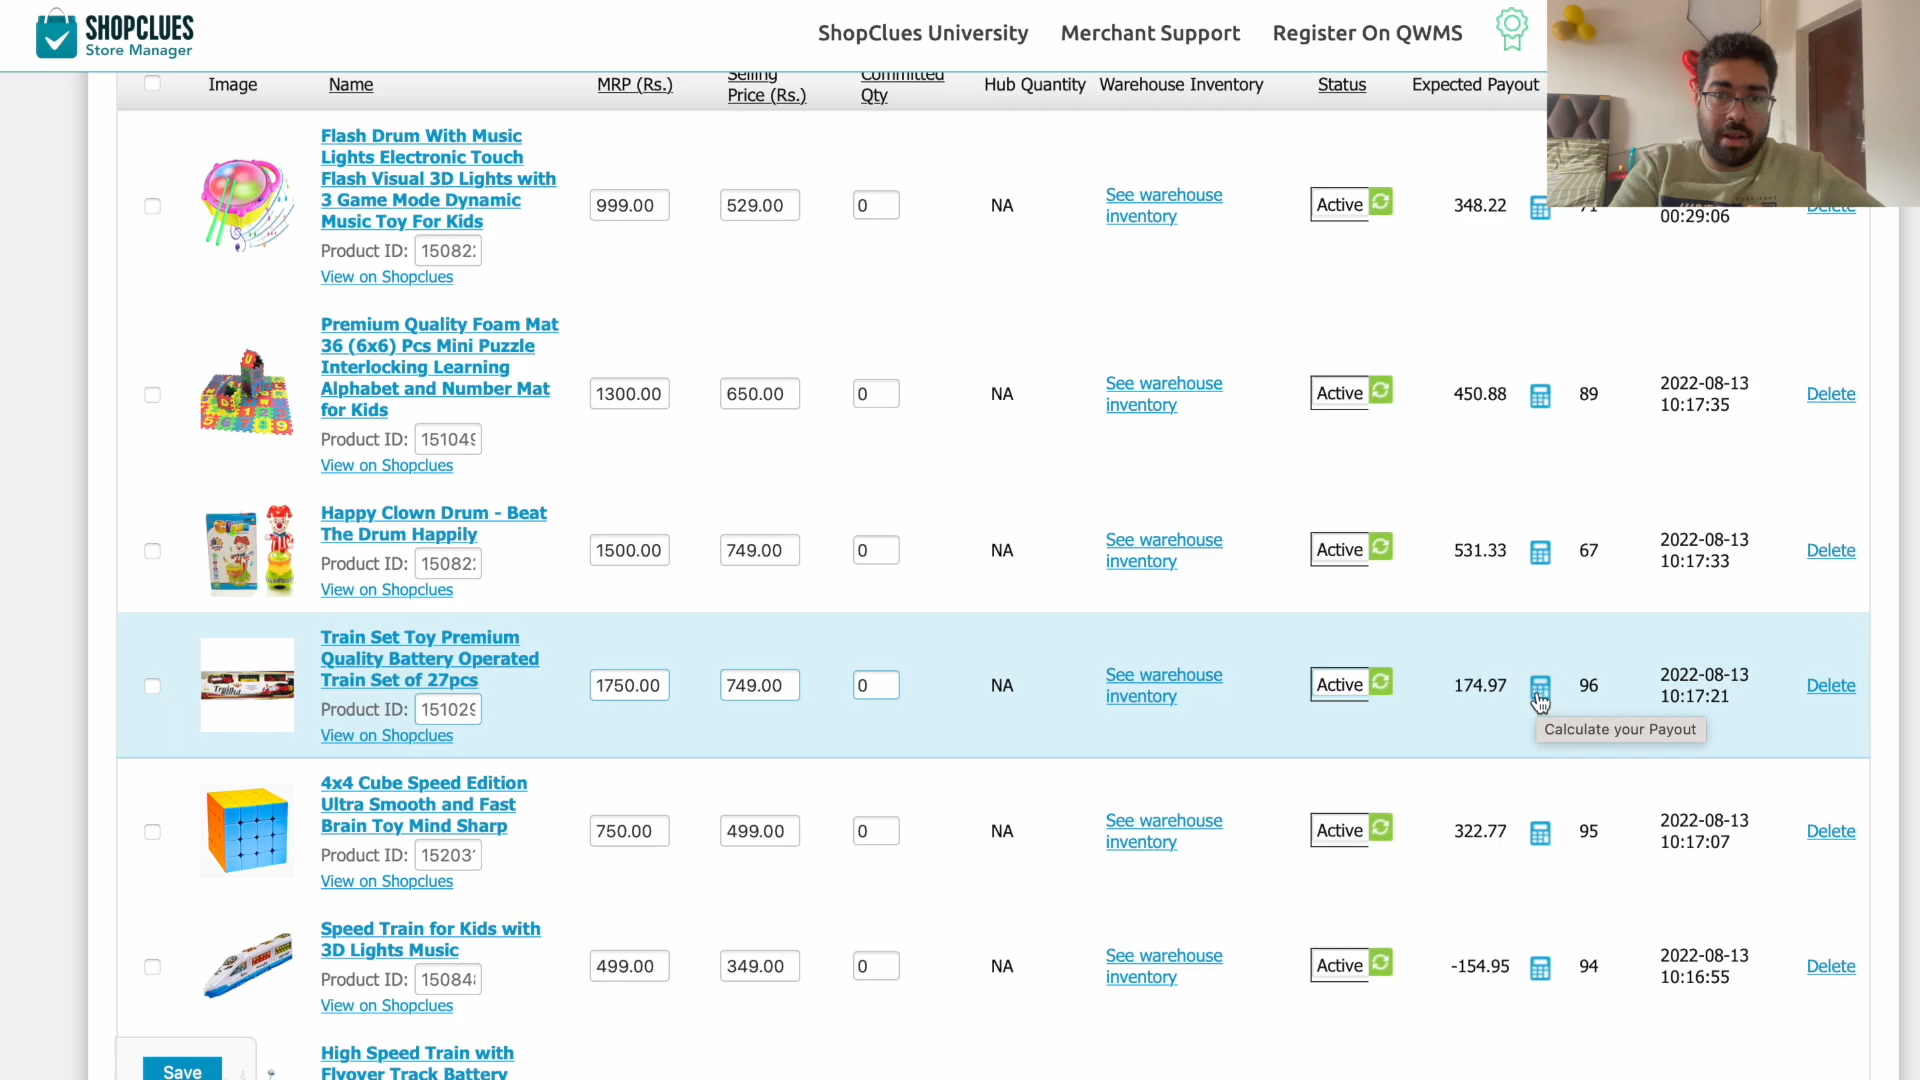 SHOPCLUES
Store Manager
ShopClues University
Merchant Support
Register On QWMS
Image
Name
MRP (Rs.)
Selling
Price (Rs.)
Committed
Qty
Hub Quantity
Warehouse Inventory
Status
Expected Payout
Flash Drum With Music
Lights Electronic Touch
Flash Visual 3D Lights with
3 Game Mode Dynamic
Music Toy For Kids
Product ID: 15082
View on Shopclues
999.00
529.00
0
NA
See warehouse
inventory
Active
348.22
71
00:29:06
Delete
Premium Quality Foam Mat
36 (6x6) Pcs Mini Puzzle
Interlocking Learning
Alphabet and Number Mat
for Kids
Product ID: 151049
View on Shopclues
1300.00
650.00
0
NA
See warehouse
inventory
Active
450.88
89
2022-08-13
10:17:35
Delete
Happy Clown Drum - Beat
The Drum Happily
Product ID: 15082
View on Shopclues
1500.00
749.00
0
NA
See warehouse
inventory
Active
531.33
67
2022-08-13
10:17:33
Delete
Train Set Toy Premium
Quality Battery Operated
Train Set of 27pcs
Product ID: 151029
View on Shopclues
1750.00
749.00
0
NA
See warehouse
inventory
Active
174.97
96
2022-08-13
10:17:21
Delete
Calculate your Payout
4x4 Cube Speed Edition
Ultra Smooth and Fast
Brain Toy Mind Sharp
Product ID: 15203
View on Shopclues
750.00
499.00
0
NA
See warehouse
inventory
Active
322.77
95
2022-08-13
10:17:07
Delete
Speed Train for Kids with
3D Lights Music
Product ID: 15084
View on Shopclues
499.00
349.00
0
NA
See warehouse
inventory
Active
-154.95
94
2022-08-13
10:16:55
Delete
High Speed Train with
Flyover Track Battery
Save